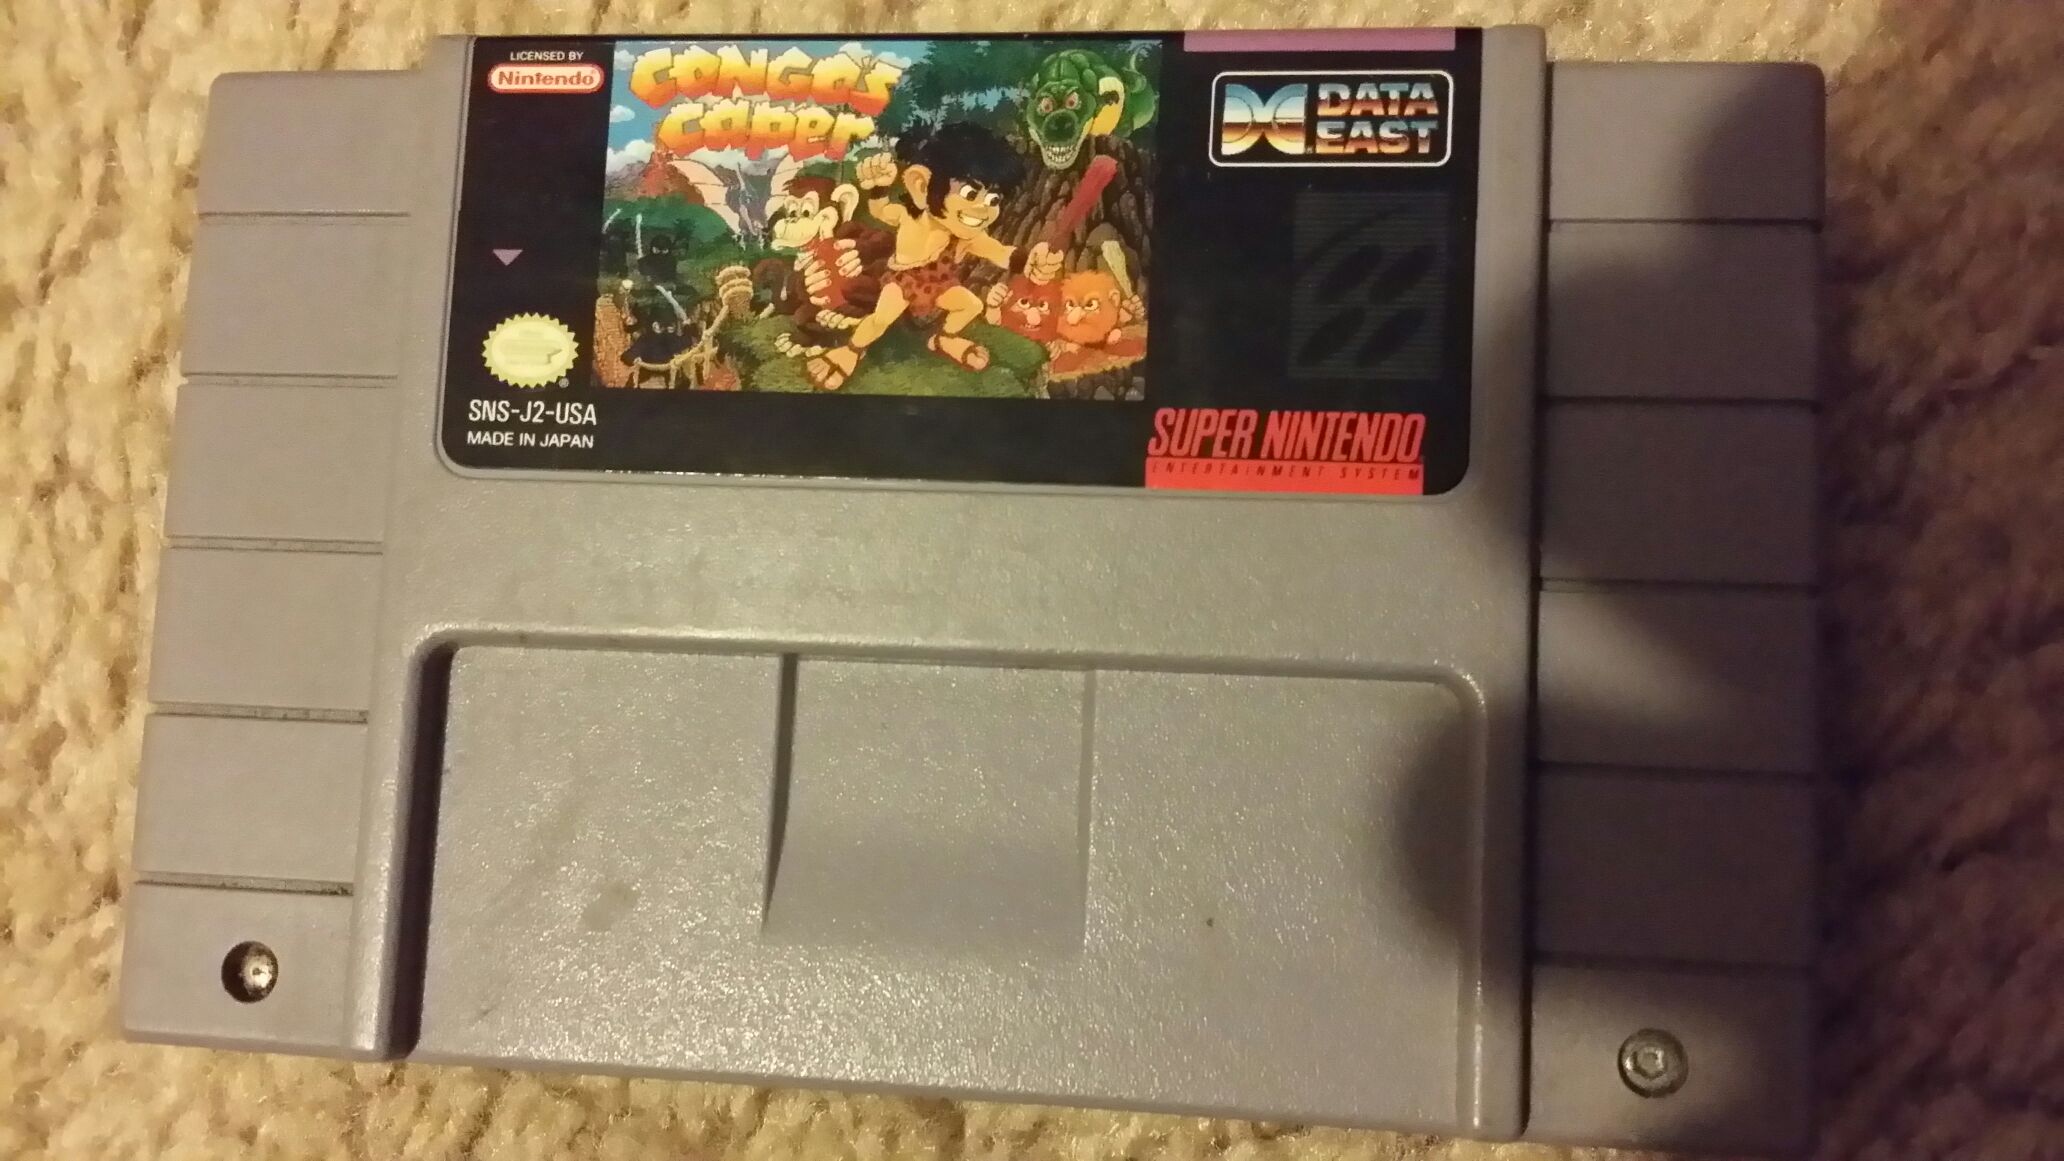 LICENSED BY
Nintendo
CONGO'S
CAPER
DATA
EAST
®
SNS-J2-USA
MADE IN JAPAN
SUPER NINTENDO
ENTERTAINMENT SYSTEM